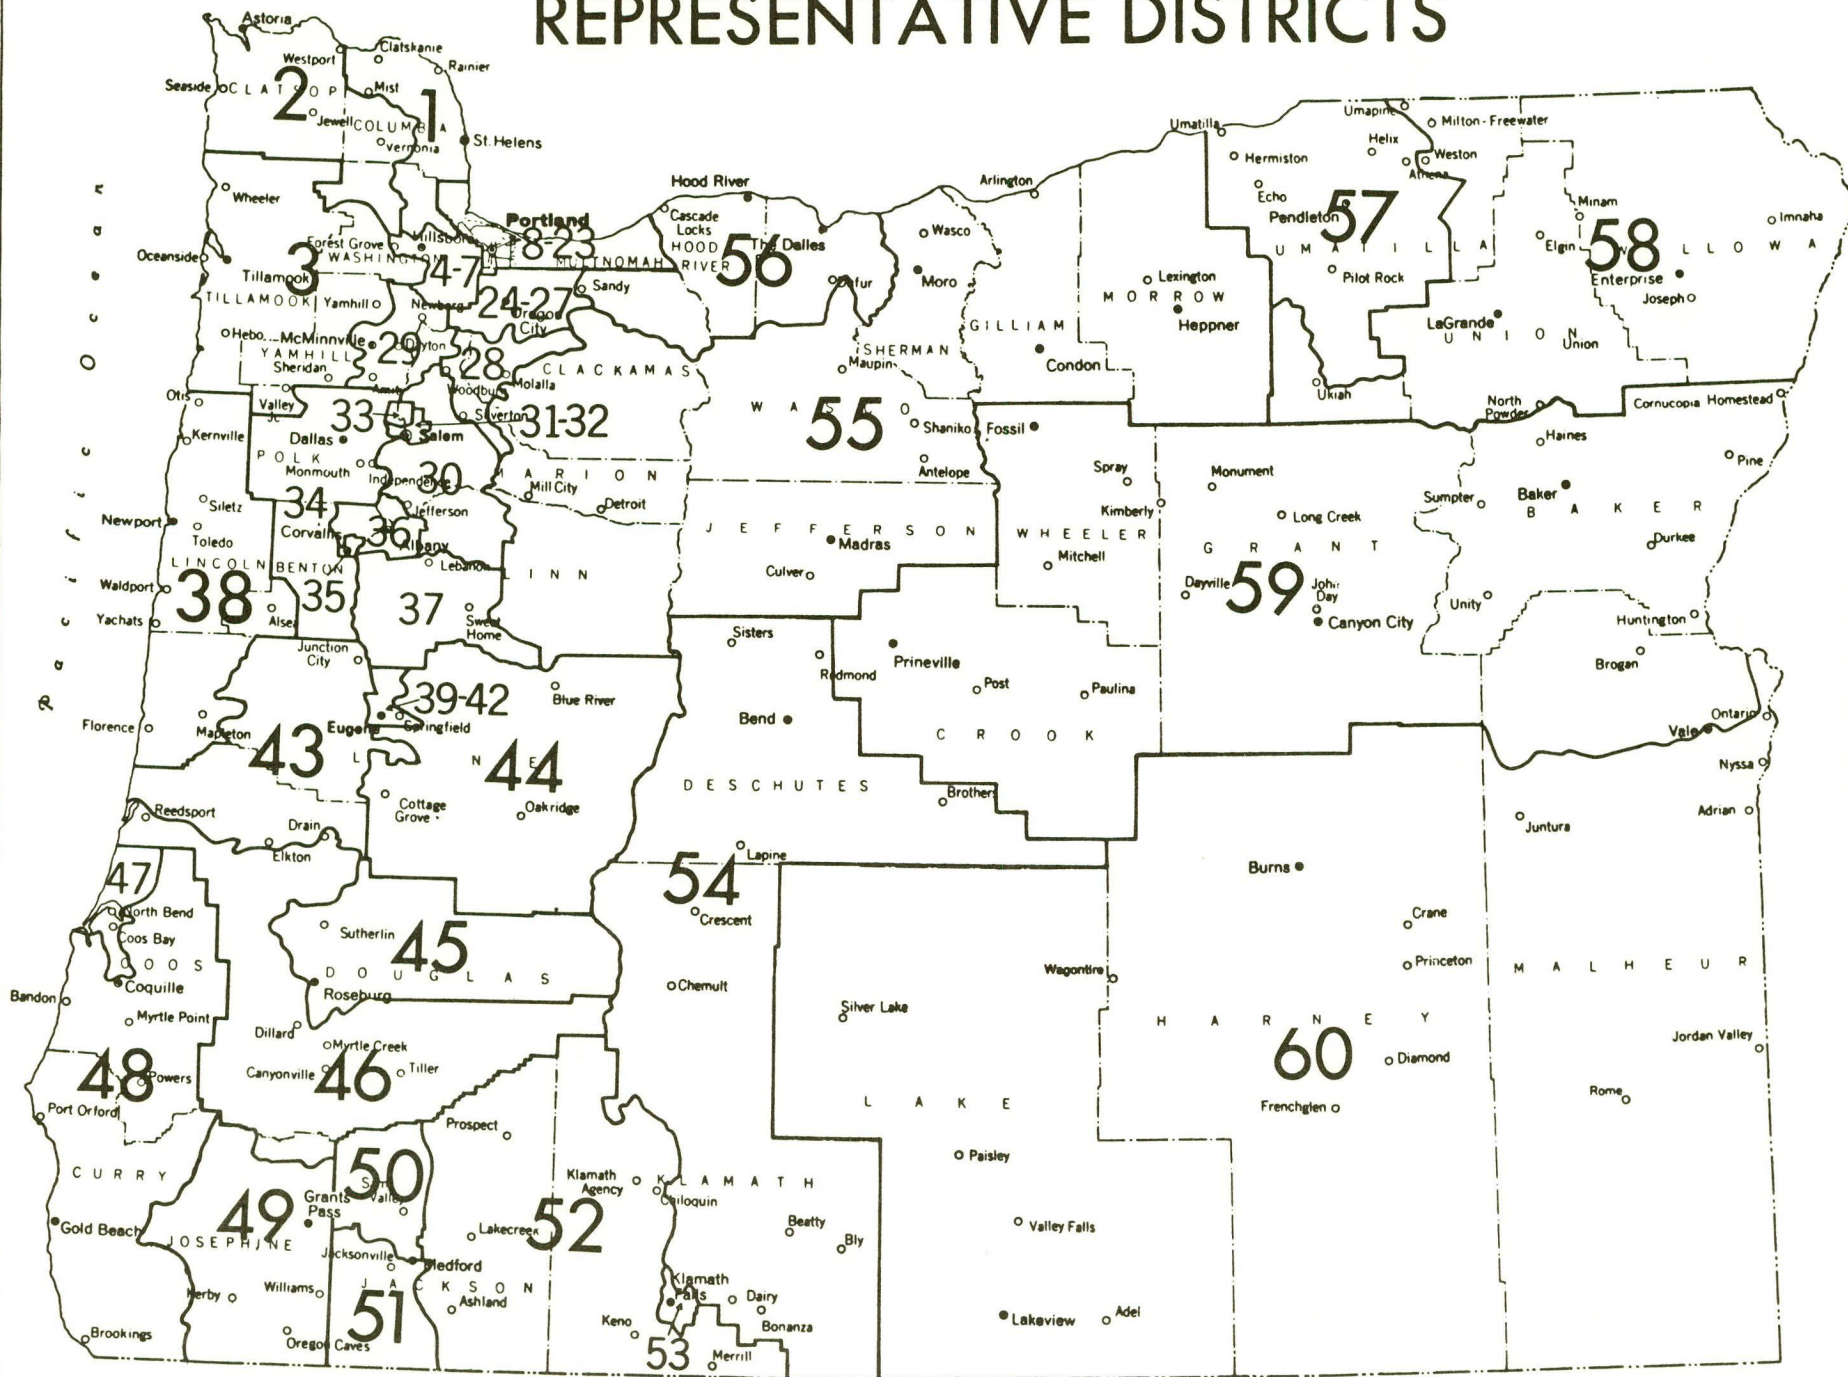 REPRESENTATIVE DISTRICTS
Astoria
Clatskanie
Westport
Rainier
Seaside
CLATSOP
Mist
2
1
Jewell
COLUMBIA
Vernonia
St. Helens
Wheeler
Portland
8-23
Forest Grove
Hillsboro
WASHINGTON
MULTNOMAH
Oceanside
3
4-7
Tillamook
TILLAMOOK
Yamhill
Newberg
24-27
Sandy
Oregon
City
Hebo
McMinnville
29
Dayton
28
YAMHILL
Sheridan
Amity
Woodburn
Molalla
CLACKAMAS
Otis
Valley
Jc
33
Silverton
31-32
Kernville
Dallas
Salem
POLK
Monmouth
Independence
30
MARION
Mill City
Siletz
34
Jefferson
Detroit
Newport
Toledo
Corvallis
36
Albany
LINCOLN
BENTON
Lebanon
LINN
Waldport
38
35
37
Yachats
Alsea
Sweet
Home
Pacific Ocean
Junction
City
39-42
Blue River
Florence
Mapleton
43
Eugene
Springfield
LANE
44
Cottage
Grove
Oakridge
Reedsport
Drain
Elkton
47
North Bend
Coos Bay
Sutherlin
45
COOS
DOUGLAS
Coquille
Roseburg
Bandon
Myrtle Point
Dillard
Myrtle Creek
48
Powers
Canyonville
46
Tiller
Port Orford
Prospect
CURRY
50
Sams
Valley
Grants
Pass
49
Gold Beach
JOSEPHINE
Lakecreek
52
Jacksonville
Medford
JACKSON
Kerby
Williams
51
Ashland
Brookings
Oregon Caves
Klamath
Agency
KLAMATH
Chiloquin
Beatty
Bly
Klamath
Falls
Dairy
Keno
Bonanza
53
Merrill
Hood River
Cascade
Locks
HOOD
RIVER
56
The Dalles
Dufur
Wasco
Moro
Arlington
SHERMAN
GILLIAM
Condon
Maupin
WASCO
55
Shaniko
Antelope
JEFFERSON
Madras
Culver
Sisters
Redmond
Prineville
Post
Paulina
Bend
CROOK
DESCHUTES
Brothers
Lapine
54
Crescent
Chemult
Umatilla
Umapine
Milton-Freewater
Hermiston
Helix
Weston
Athena
Echo
Pendleton
57
UMATILLA
Pilot Rock
Lexington
MORROW
Heppner
Ukiah
Minam
Imnaha
Elgin
58
WALLOWA
Enterprise
Joseph
LaGrande
UNION
Union
North
Powder
Cornucopia
Homestead
Fossil
Spray
Kimberly
WHEELER
Mitchell
Monument
Long Creek
GRANT
Dayville
59
John
Day
Canyon City
Haines
Pine
Sumpter
Baker
BAKER
Durkee
Unity
Huntington
Brogan
Ontario
Vale
Nyssa
Adrian
Juntura
Burns
Crane
Princeton
MALHEUR
Wagontire
Silver Lake
HARNEY
60
Diamond
Jordan Valley
Frenchglen
Rome
LAKE
Paisley
Valley Falls
Lakeview
Adel